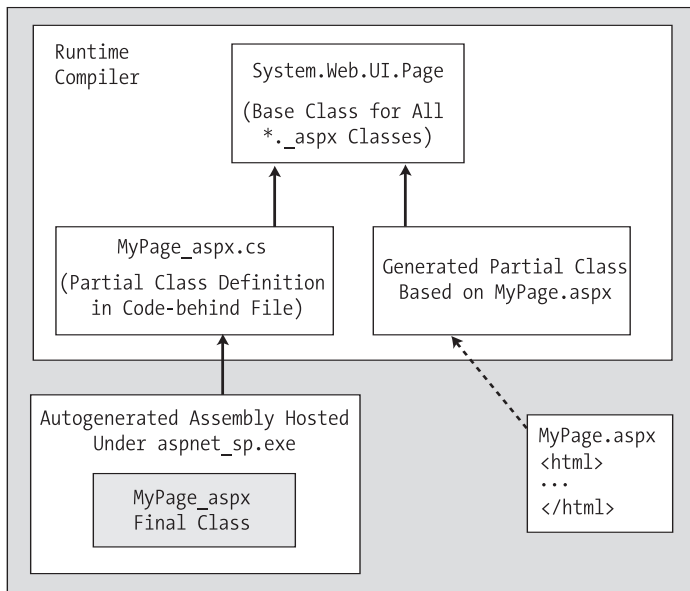 Runtime
Compiler
System.Web.UI.Page
(Base Class for All
*._aspx Classes)
MyPage_aspx.cs
(Partial Class Definition
in Code-behind File)
Generated Partial Class
Based on MyPage.aspx
Autogenerated Assembly Hosted
Under aspnet_sp.exe
MyPage_aspx
Final Class
MyPage.aspx
<html>
...
</html>